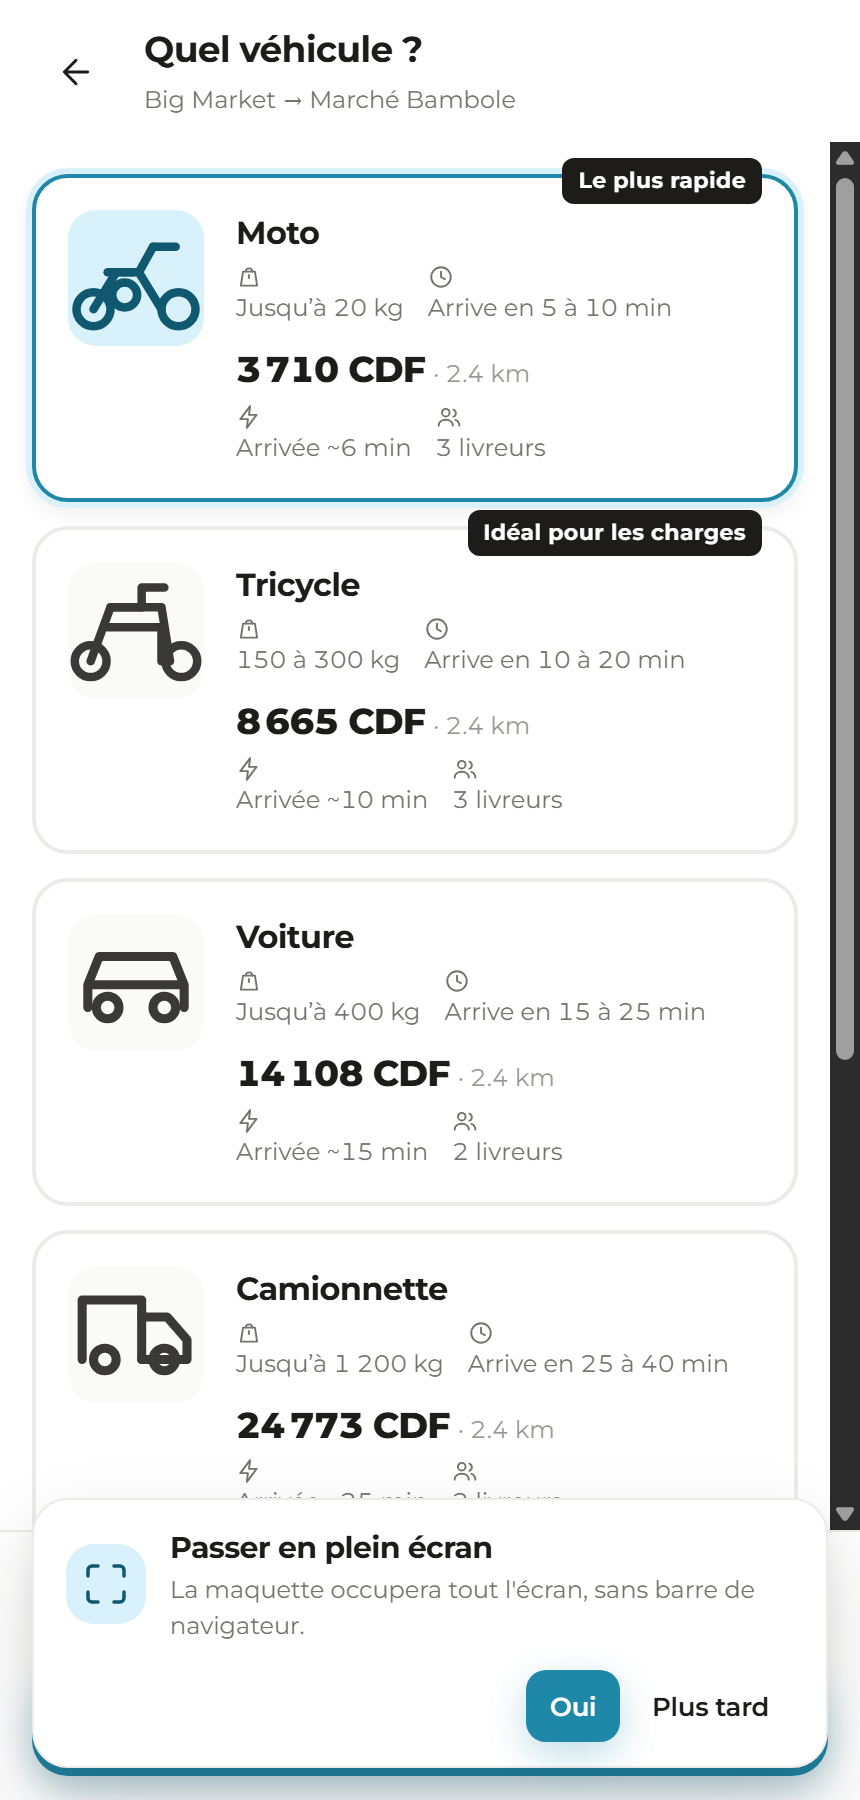 Quel véhicule ?
Big Market → Marché Bambole
Le plus rapide
Moto
Jusqu’à 20 kg Arrive en 5 à 10 min
3 710 CDF · 2.4 km
Arrivée ~6 min 3 livreurs
Idéal pour les charges
Tricycle
150 à 300 kg Arrive en 10 à 20 min
8 665 CDF · 2.4 km
Arrivée ~10 min 3 livreurs
Voiture
Jusqu’à 400 kg Arrive en 15 à 25 min
14 108 CDF · 2.4 km
Arrivée ~15 min 2 livreurs
Camionnette
Jusqu’à 1 200 kg Arrive en 25 à 40 min
24 773 CDF · 2.4 km
Passer en plein écran
La maquette occupera tout l'écran, sans barre de
navigateur.
Oui Plus tard